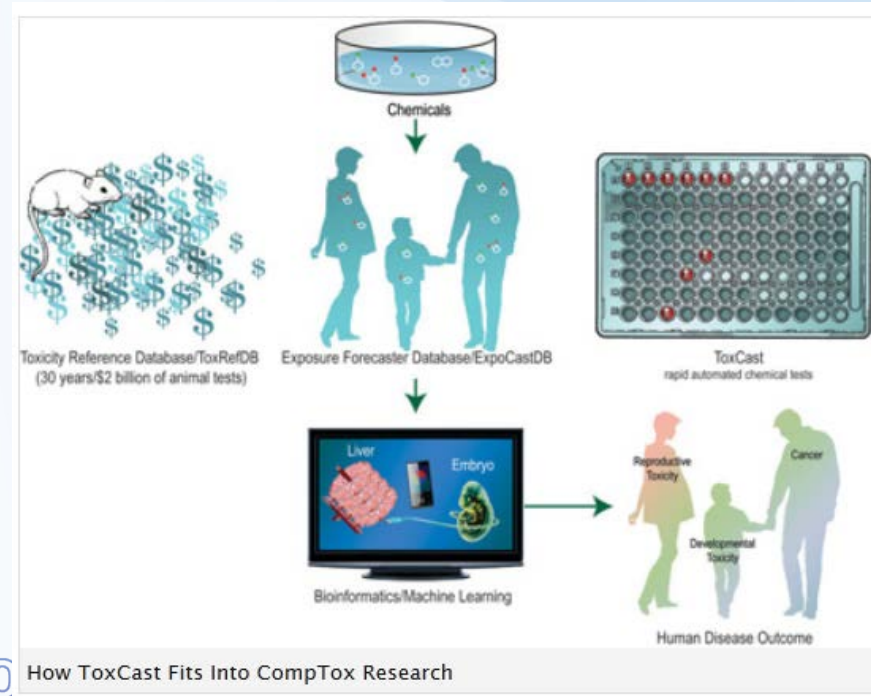 Chemicals
Toxicity Reference Database/ToxRefDB
(30 years/$2 billion of animal tests)
Exposure Forecaster Database/ExpoCastDB
ToxCast
rapid automated chemical tests
Liver
Embryo
Bioinformatics/Machine Learning
Reproductive
Toxicity
Cancer
Developmental
Toxicity
Human Disease Outcome
How ToxCast Fits Into CompTox Research